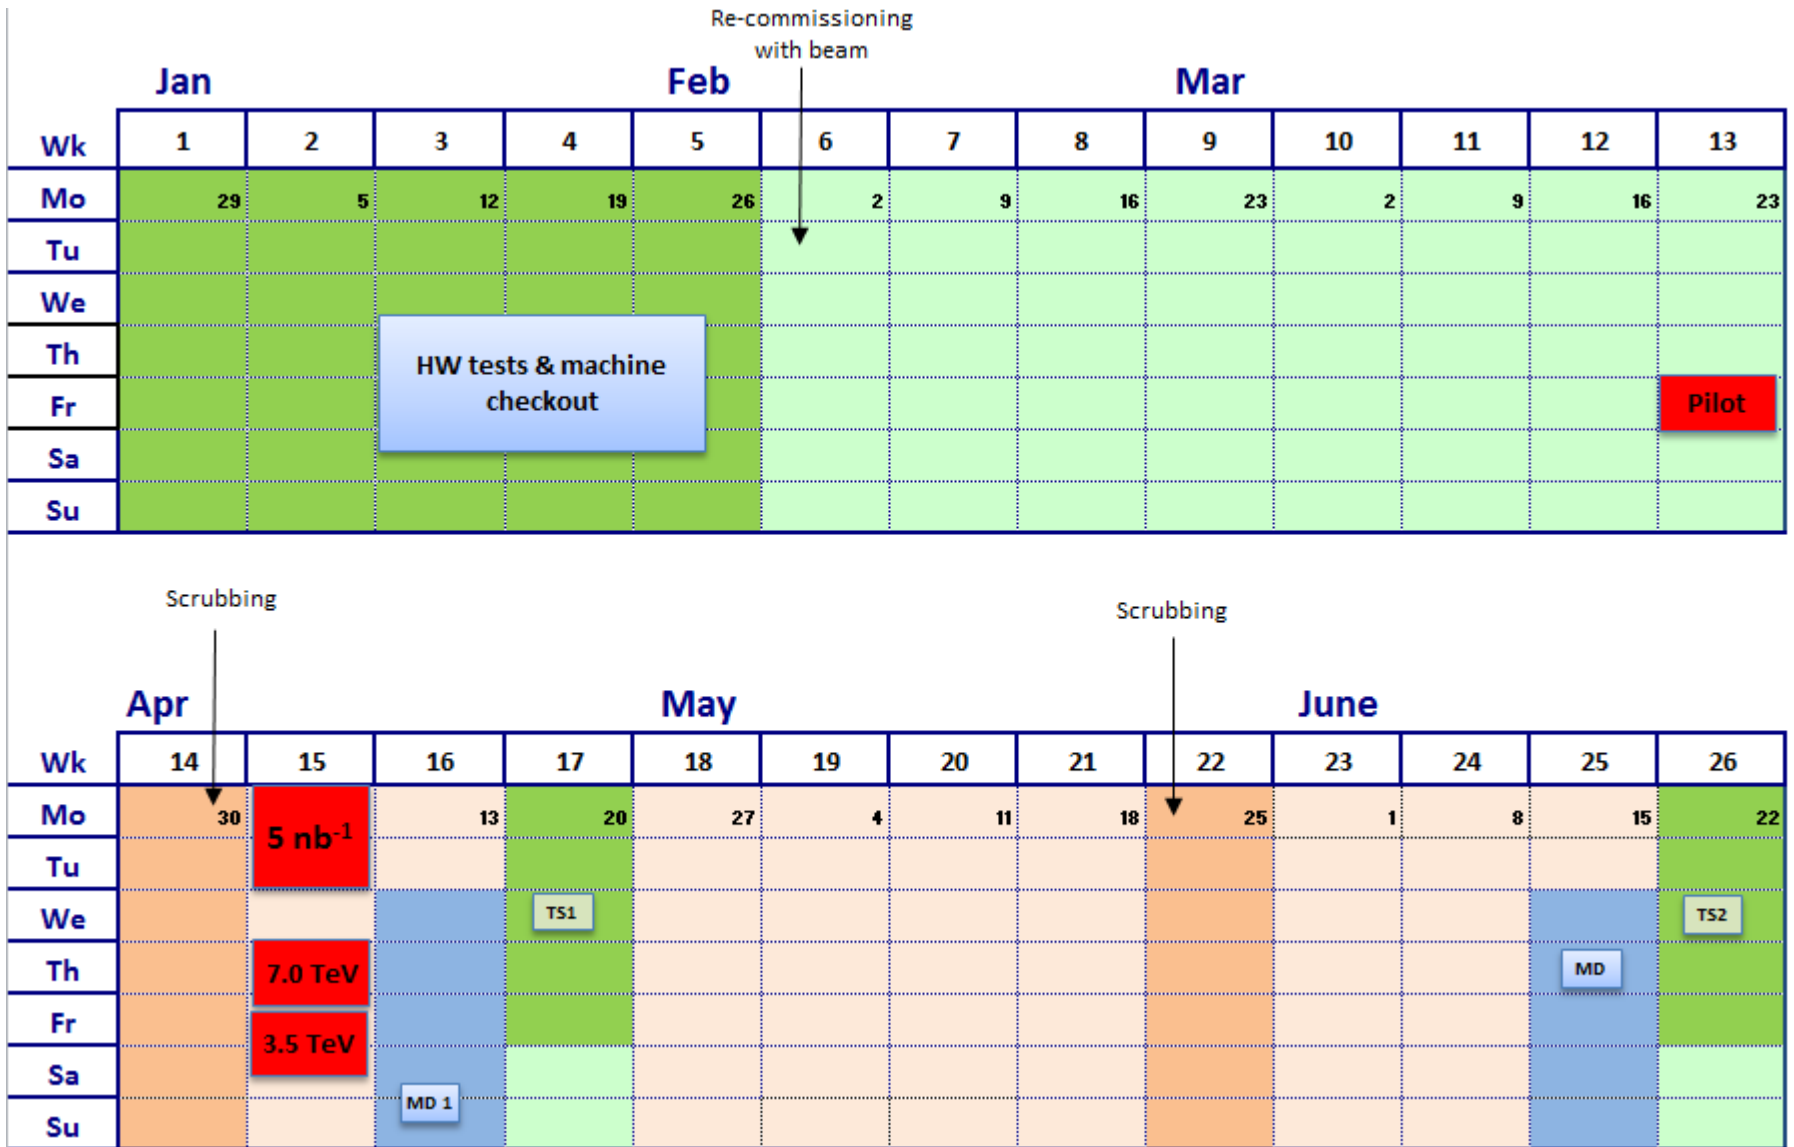 Re-commissioning
with beam
Jan Feb Mar
Wk 1 2 3 4 5 6 7 8 9 10 11 12 13
Mo 29 5 12 19 26 2 9 16 23 2 9 16 23
Tu
We
Th
HW tests & machine
checkout
Fr Pilot
Sa
Su
Scrubbing Scrubbing
Apr May June
Wk 14 15 16 17 18 19 20 21 22 23 24 25 26
Mo 30 13 20 27 4 11 18 25 1 8 15 22
5 nb-1
Tu
We TS1 TS2
Th 7.0 TeV MD
Fr
3.5 TeV
Sa
MD 1
Su